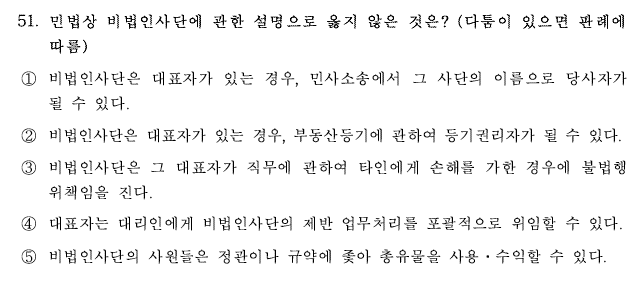 51. 민법상 비법인사단에 관한 설명으로 옳지 않은 것은? (다툼이 있으면 판례에
따름)
① 비법인사단은 대표자가 있는 경우, 민사소송에서 그 사단의 이름으로 당사자가
될 수 있다.
② 비법인사단은 대표자가 있는 경우, 부동산등기에 관하여 등기권리자가 될 수 있다.
③ 비법인사단은 그 대표자가 직무에 관하여 타인에게 손해를 가한 경우에 불법행
위책임을 진다.
④ 대표자는 대리인에게 비법인사단의 제반 업무처리를 포괄적으로 위임할 수 있다.
⑤ 비법인사단의 사원들은 정관이나 규약에 좇아 총유물을 사용・수익할 수 있다.